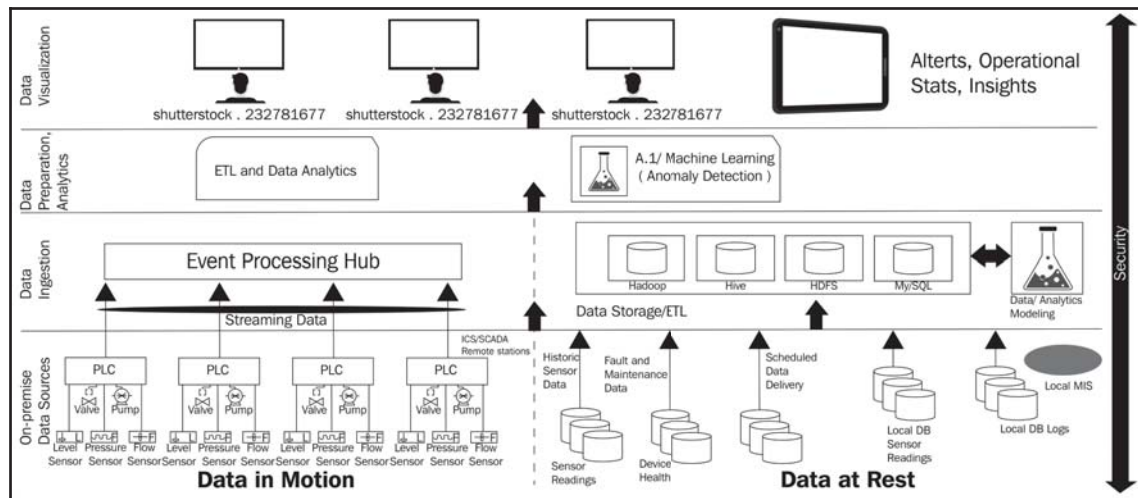 Data
Visualization
shutterstock . 232781677
shutterstock . 232781677
shutterstock . 232781677
Alterts, Operational
Stats, Insights
Data
Preparation,
Analytics
ETL and Data Analytics
A.1/ Machine Learning
( Anomaly Detection )
Data
Ingestion
Event Processing Hub
Streaming Data
Hadoop
Hive
HDFS
My/SQL
Data Storage/ETL
Data/ Analytics
Modeling
Security
On-premise
Data Sources
ICS/SCADA
Remote stations
PLC
PLC
PLC
PLC
Valve
Pump
Valve
Pump
Valve
Pump
Valve
Pump
L
F
F
L
F
F
L
F
F
L
F
F
Level
Sensor
Pressure
Sensor
Flow
Sensor
Level
Sensor
Pressure
Sensor
Flow
Sensor
Level
Sensor
Pressure
Sensor
Flow
Sensor
Level
Sensor
Pressure
Sensor
Flow
Sensor
Data in Motion
Historic
Sensor
Data
Fault and
Maintenance
Data
Scheduled
Data
Delivery
Local MIS
Sensor
Readings
Device
Health
Local DB
Sensor
Readings
Local DB Logs
Data at Rest